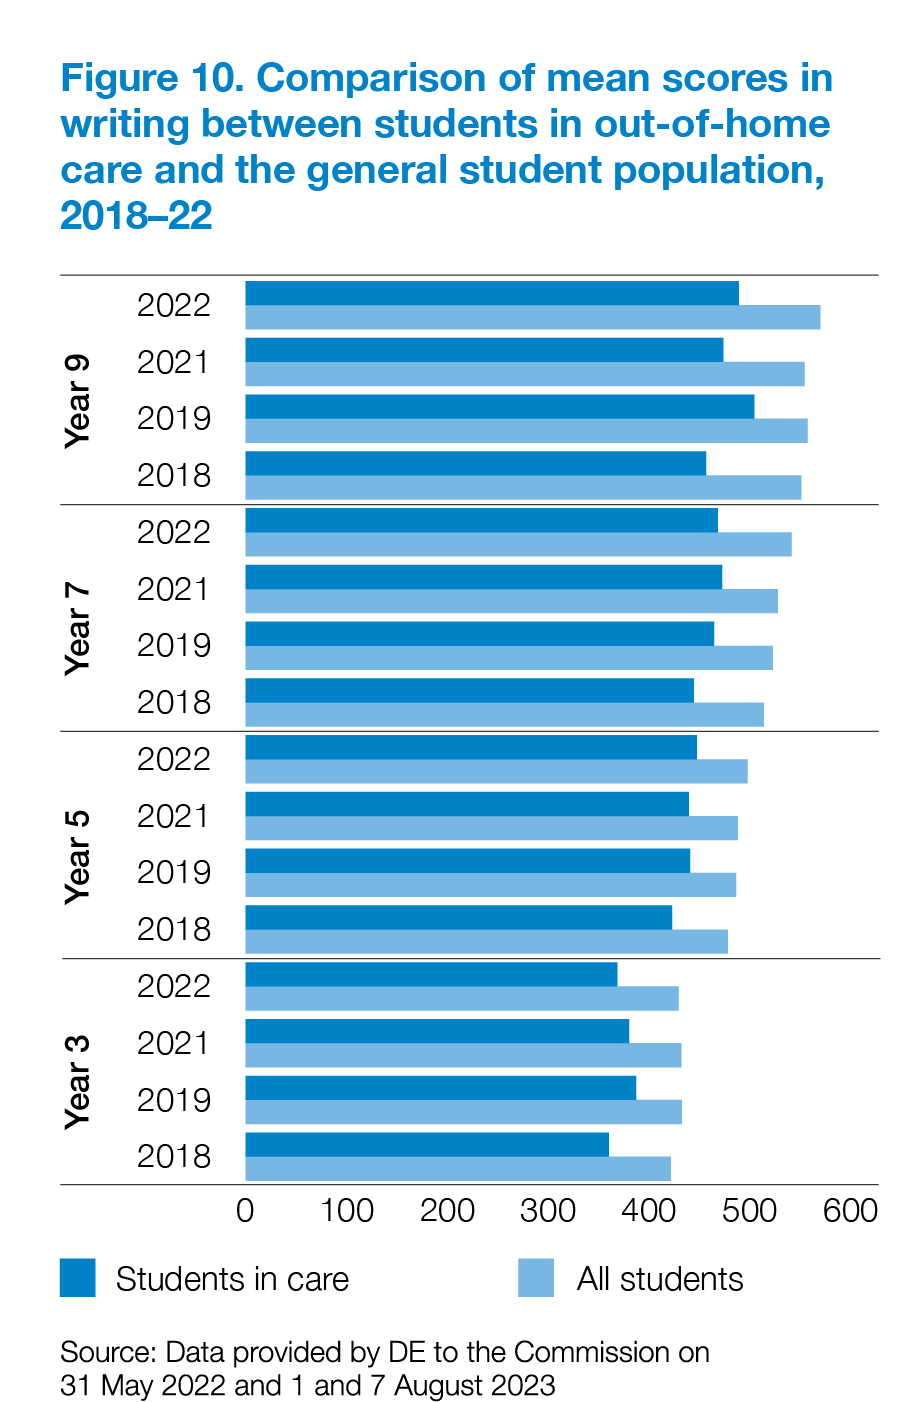 Figure 10. Comparison of mean scores in
writing between students in out-of-home
care and the general student population,
2018–22
Year 9
2022
2021
2019
2018
Year 7
2022
2021
2019
2018
Year 5
2022
2021
2019
2018
Year 3
2022
2021
2019
2018
0 100 200 300 400 500 600
Students in care All students
Source: Data provided by DE to the Commission on
31 May 2022 and 1 and 7 August 2023